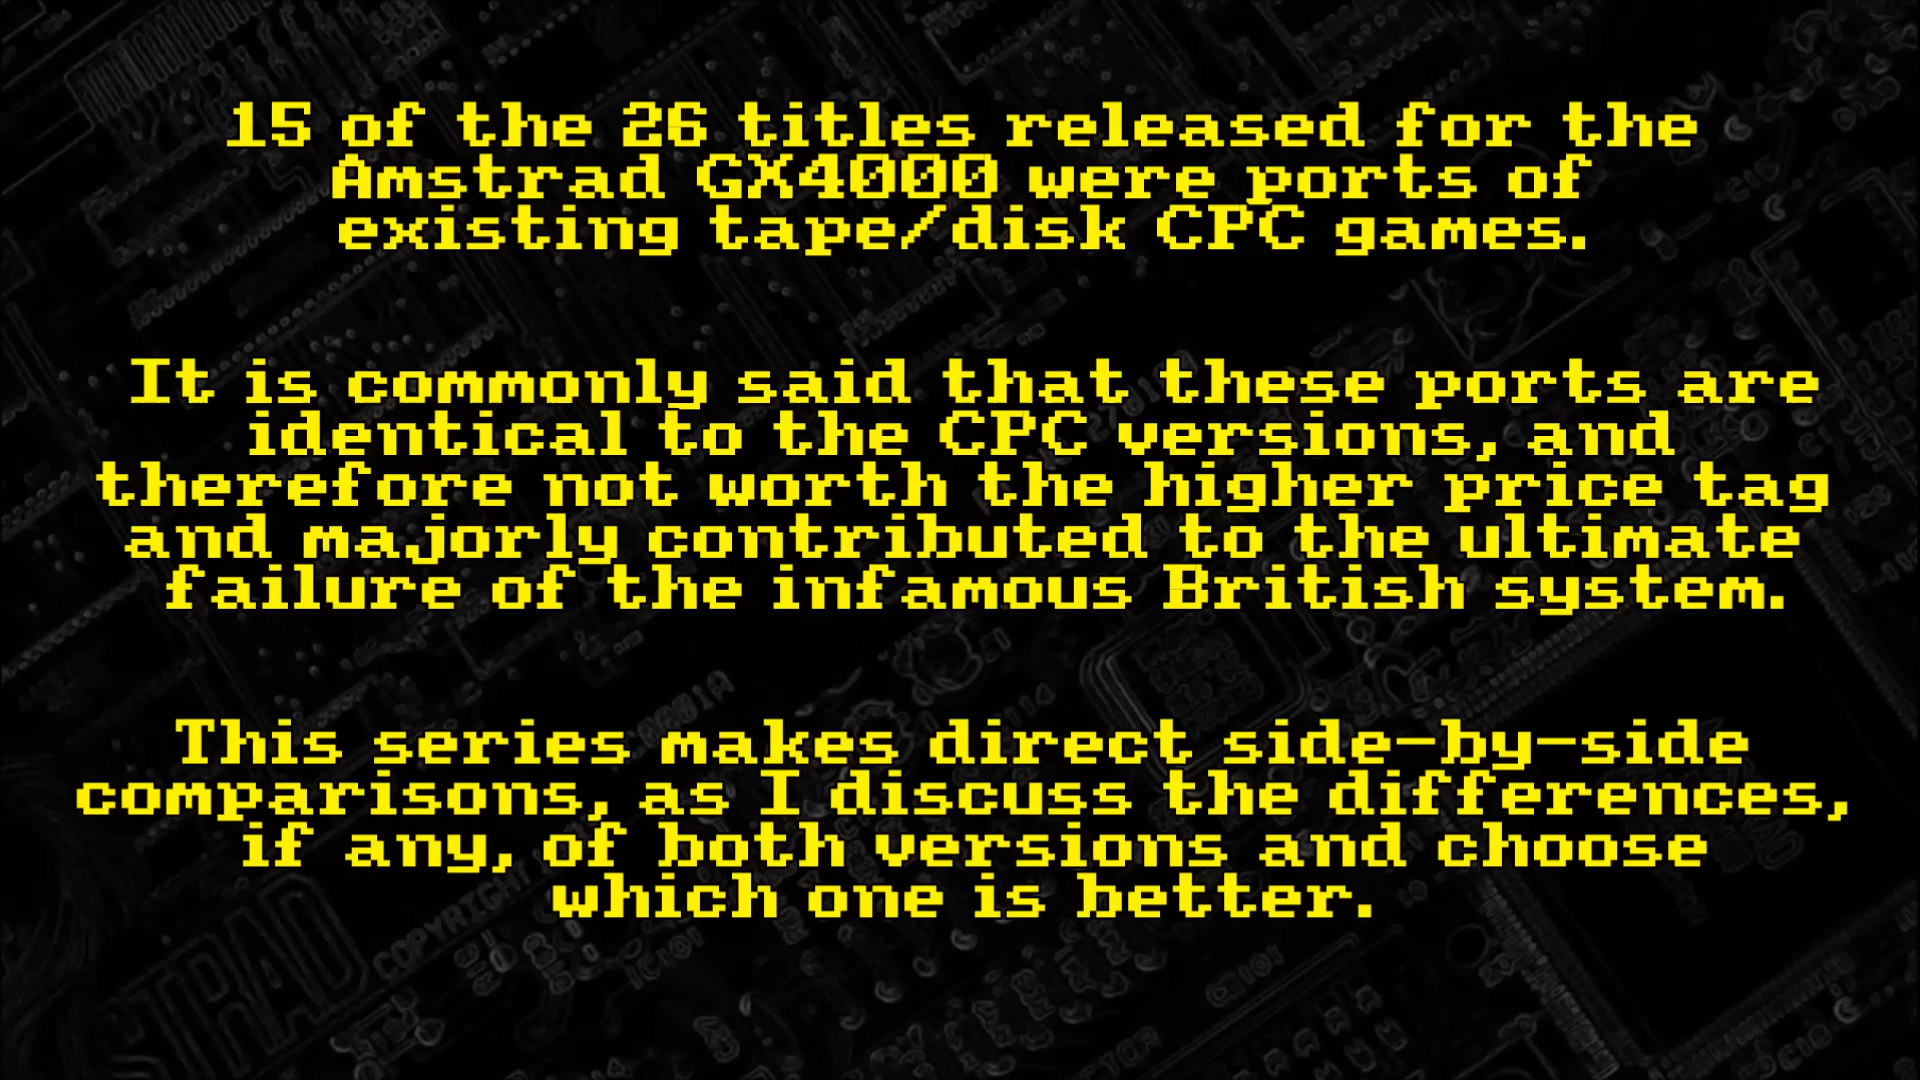 15 of the 26 titles released for the
Amstrad GX4000 were ports of
existing tape/disk CPC games.
It is commonly said that these ports are
identical to the CPC versions, and
therefore not worth the higher price tag
and majorly contributed to the ultimate
failure of the infamous British system.
This series makes direct side-by-side
comparisons, as I discuss the differences,
if any, of both versions and choose
which one is better.
STRAD
COPYRIGHT